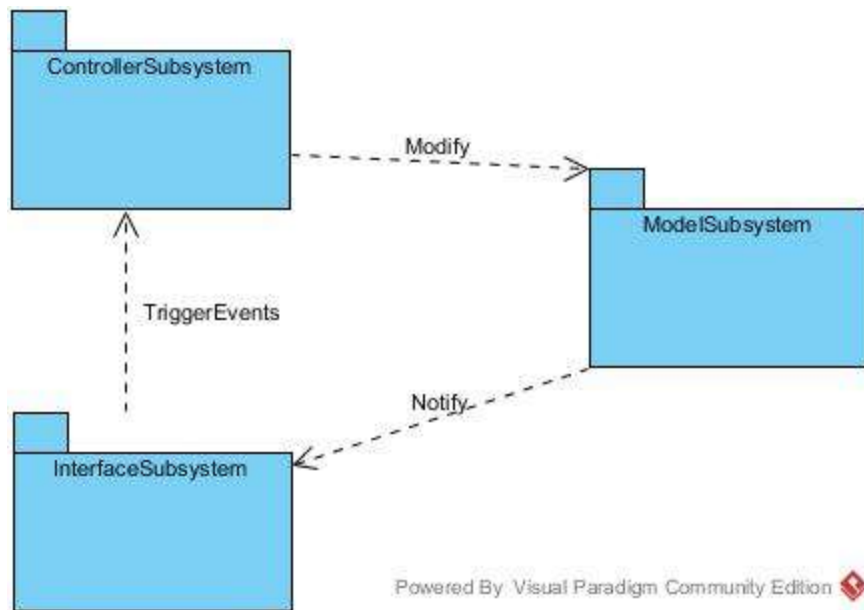 ControllerSubsystem
Modify
ModelSubsystem
TriggerEvents
Notify
InterfaceSubsystem
Powered By Visual Paradigm Community Edition